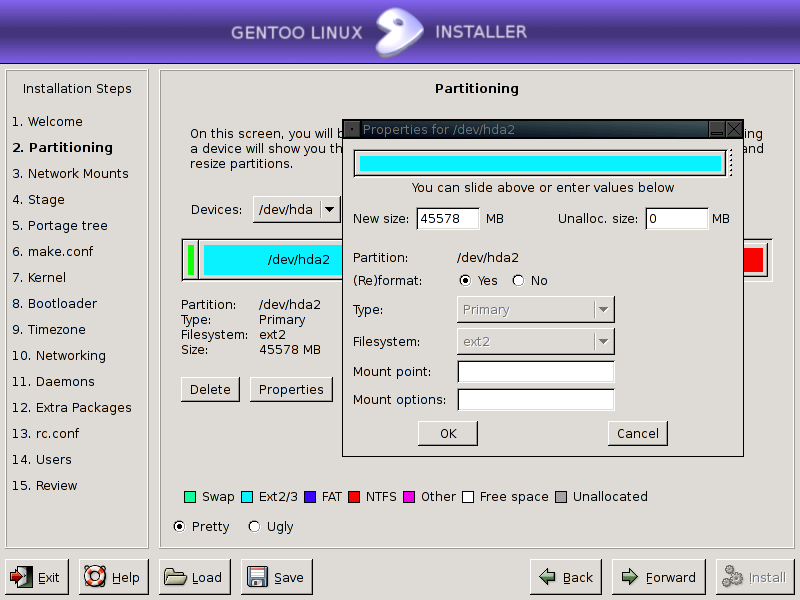 GENTOO LINUX INSTALLER
Installation Steps
1. Welcome
2. Partitioning
3. Network Mounts
4. Stage
5. Portage tree
6. make.conf
7. Kernel
8. Bootloader
9. Timezone
10. Networking
11. Daemons
12. Extra Packages
13. rc.conf
14. Users
15. Review
Partitioning
On this screen, you will
a device will show you
resize partitions.
ing
and
Devices: /dev/hda
/dev/hda2
Partition: /dev/hda2
Type: Primary
Filesystem: ext2
Size: 45578 MB
Delete Properties
Properties for /dev/hda2
You can slide above or enter values below
New size: 45578 MB Unalloc. size: 0 MB
Partition: /dev/hda2
(Re)format: Yes No
Type: Primary
Filesystem: ext2
Mount point:
Mount options:
OK Cancel
Swap Ext2/3 FAT NTFS Other Free space Unallocated
Pretty Ugly
Exit Help Load Save Back Forward Install